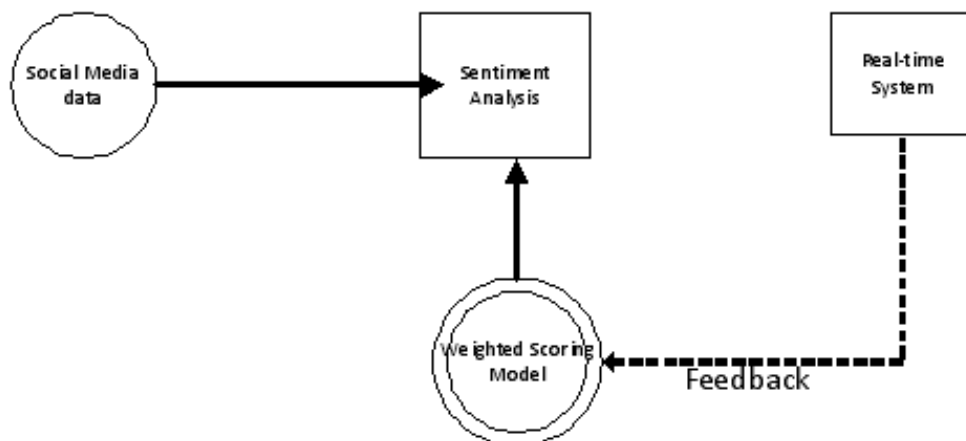 Social Media
data
Sentiment
Analysis
Real-time
System
Weighted Scoring
Model
Feedback